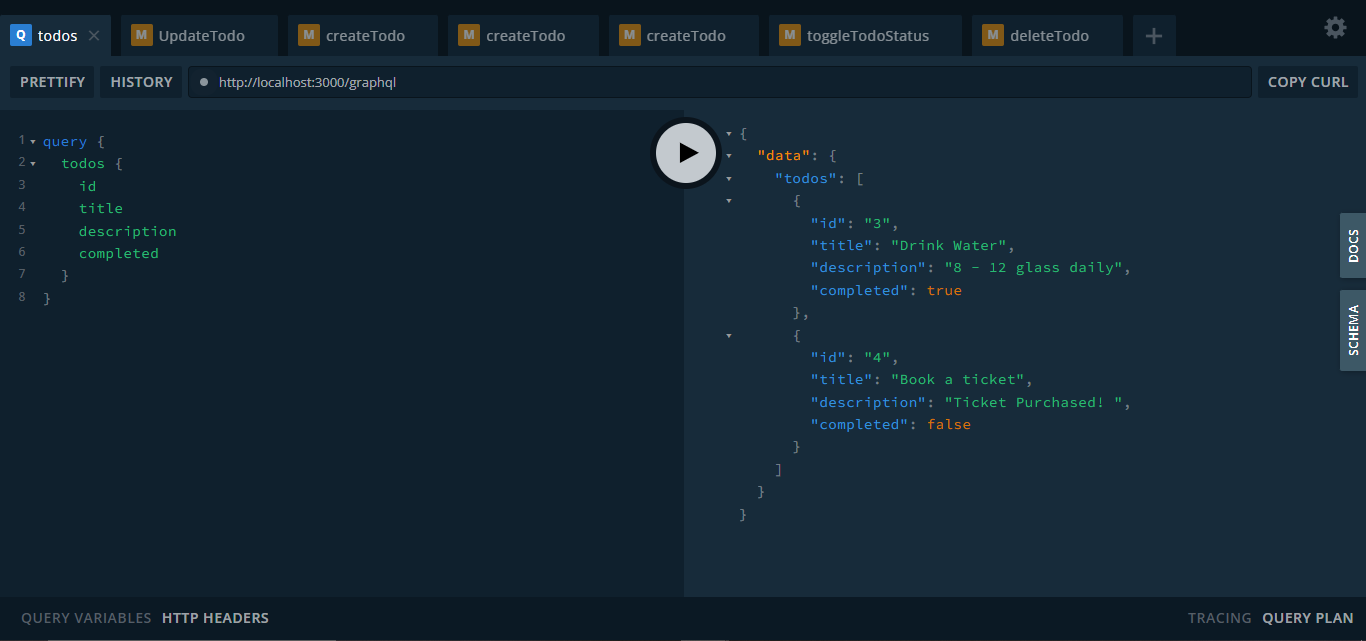 Q todos M UpdateTodo M createTodo M createTodo M createTodo M toggleTodoStatus M deleteTodo
PRETTIFY HISTORY http://localhost:3000/graphql COPY CURL
1 query {
2 todos {
3 id
4 title
5 description
6 completed
7 }
8 }
{
"data": {
"todos": [
{
"id": "3",
"title": "Drink Water",
"description": "8 - 12 glass daily",
"completed": true
},
{
"id": "4",
"title": "Book a ticket",
"description": "Ticket Purchased! ",
"completed": false
}
]
}
}
DOCS
SCHEMA
QUERY VARIABLES HTTP HEADERS TRACING QUERY PLAN